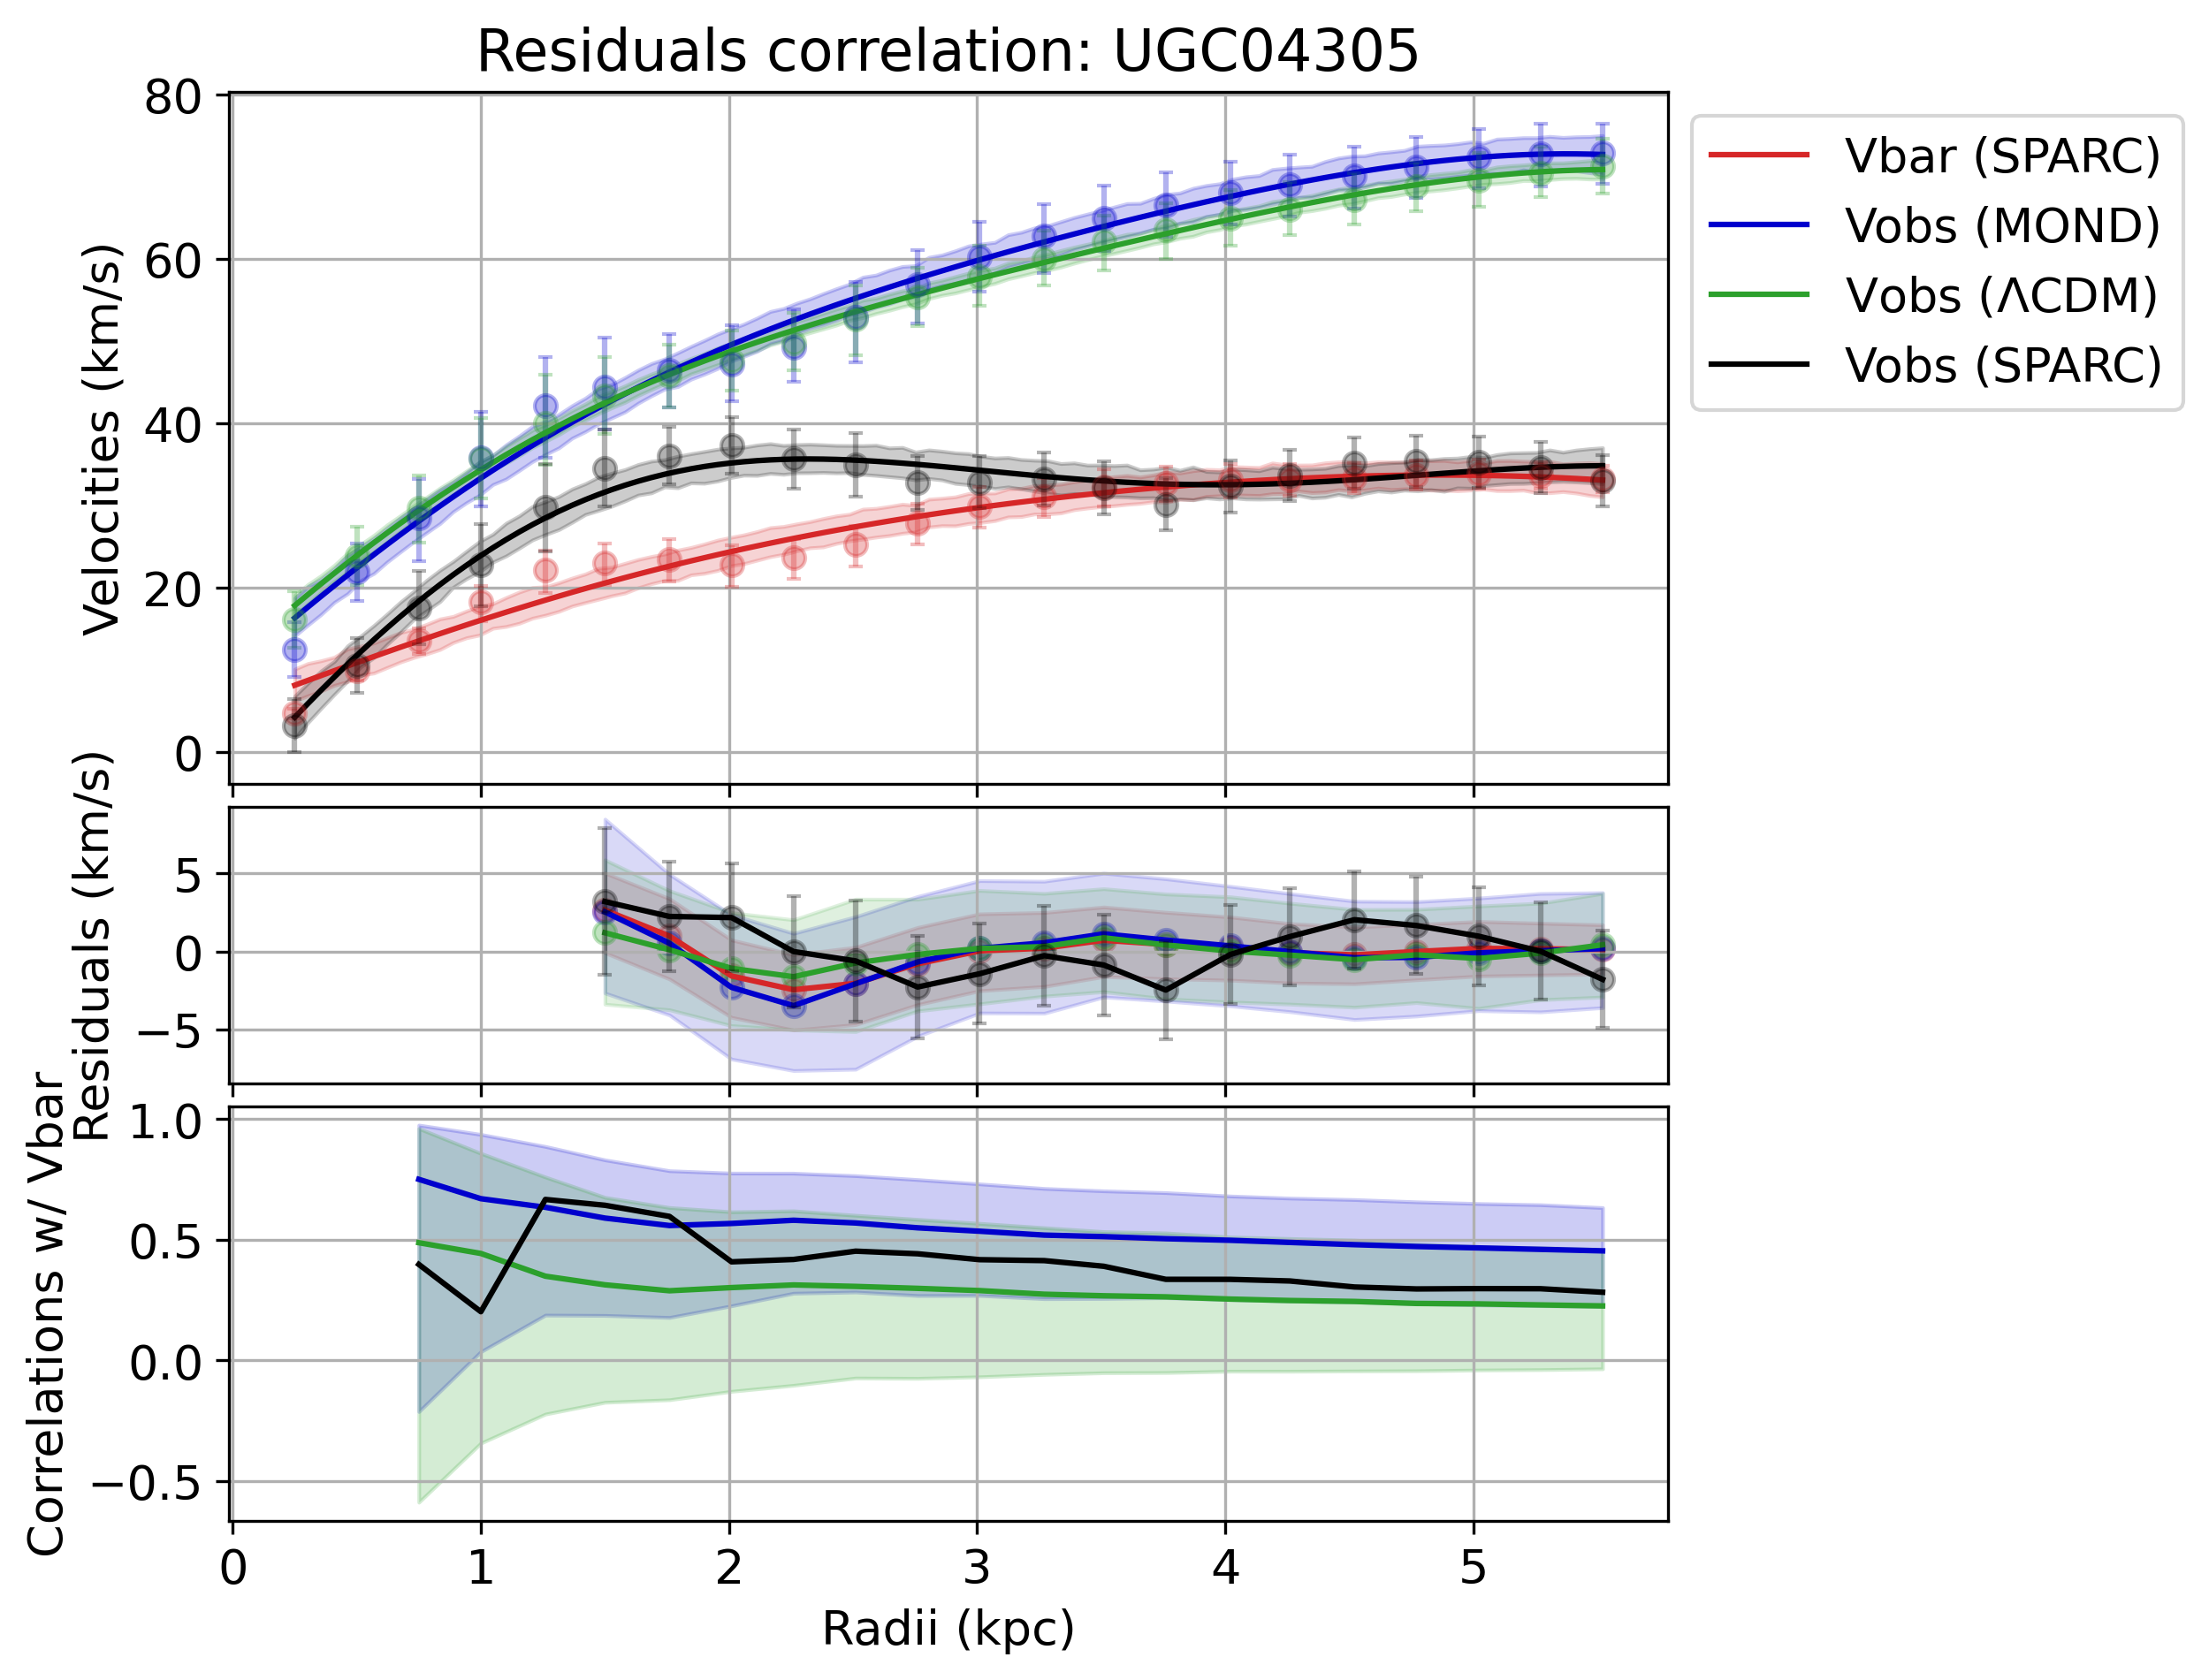 Residuals correlation: UGC04305
Velocities (km/s)
80
60
40
20
0
Vbar (SPARC)
Vobs (MOND)
Vobs (ΛCDM)
Vobs (SPARC)
Residuals (km/s)
5
0
−5
Correlations w/ Vbar
1.0
0.5
0.0
−0.5
0 1 2 3 4 5
Radii (kpc)